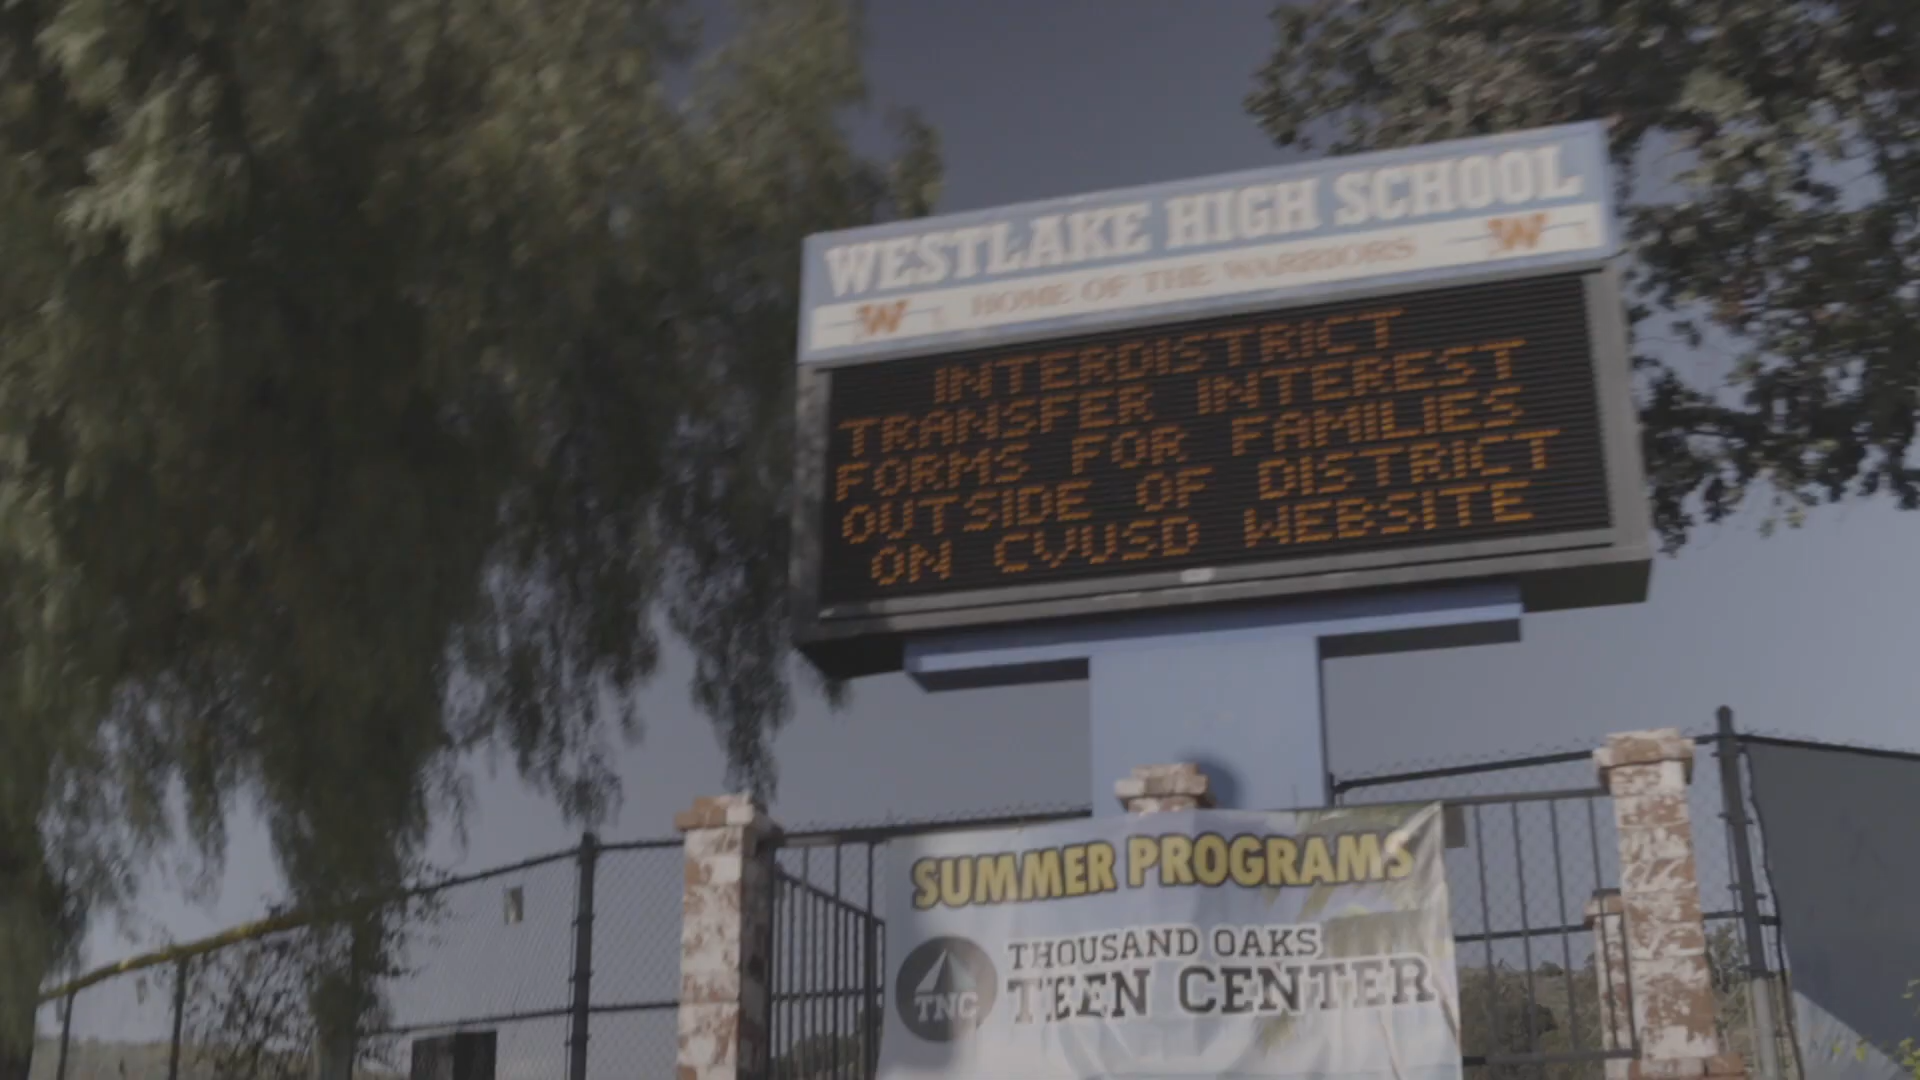 WESTLAKE HIGH SCHOOL
W HOME OF THE WARRIORS W
INTERDISTRICT
TRANSFER INTEREST
FORMS FOR FAMILIES
OUTSIDE OF DISTRICT
ON CVUSD WEBSITE
SUMMER PROGRAMS
THOUSAND OAKS
TNC TEEN CENTER